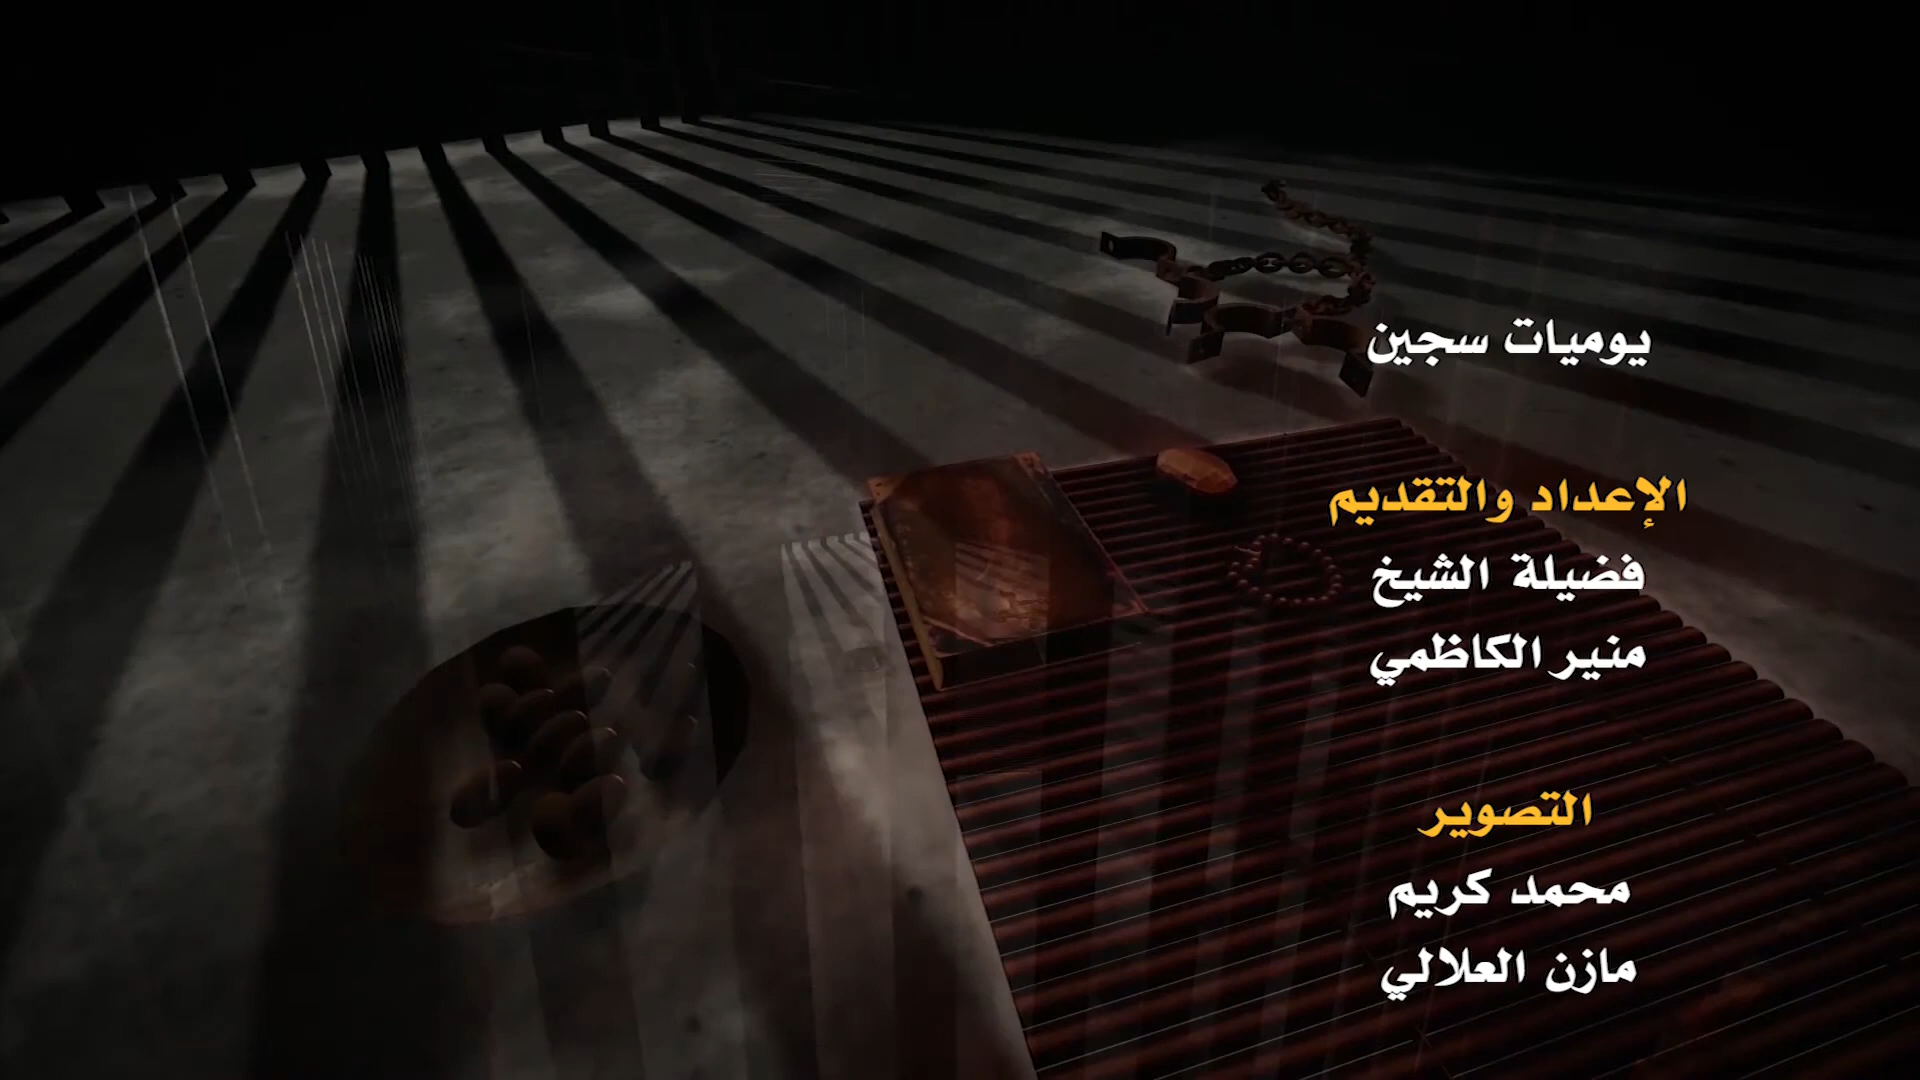 يوميات سجين
الإعداد والتقديم
فضيلة الشيخ
منير الكاظمي
التصوير
محمد كريم
مازن العلالي